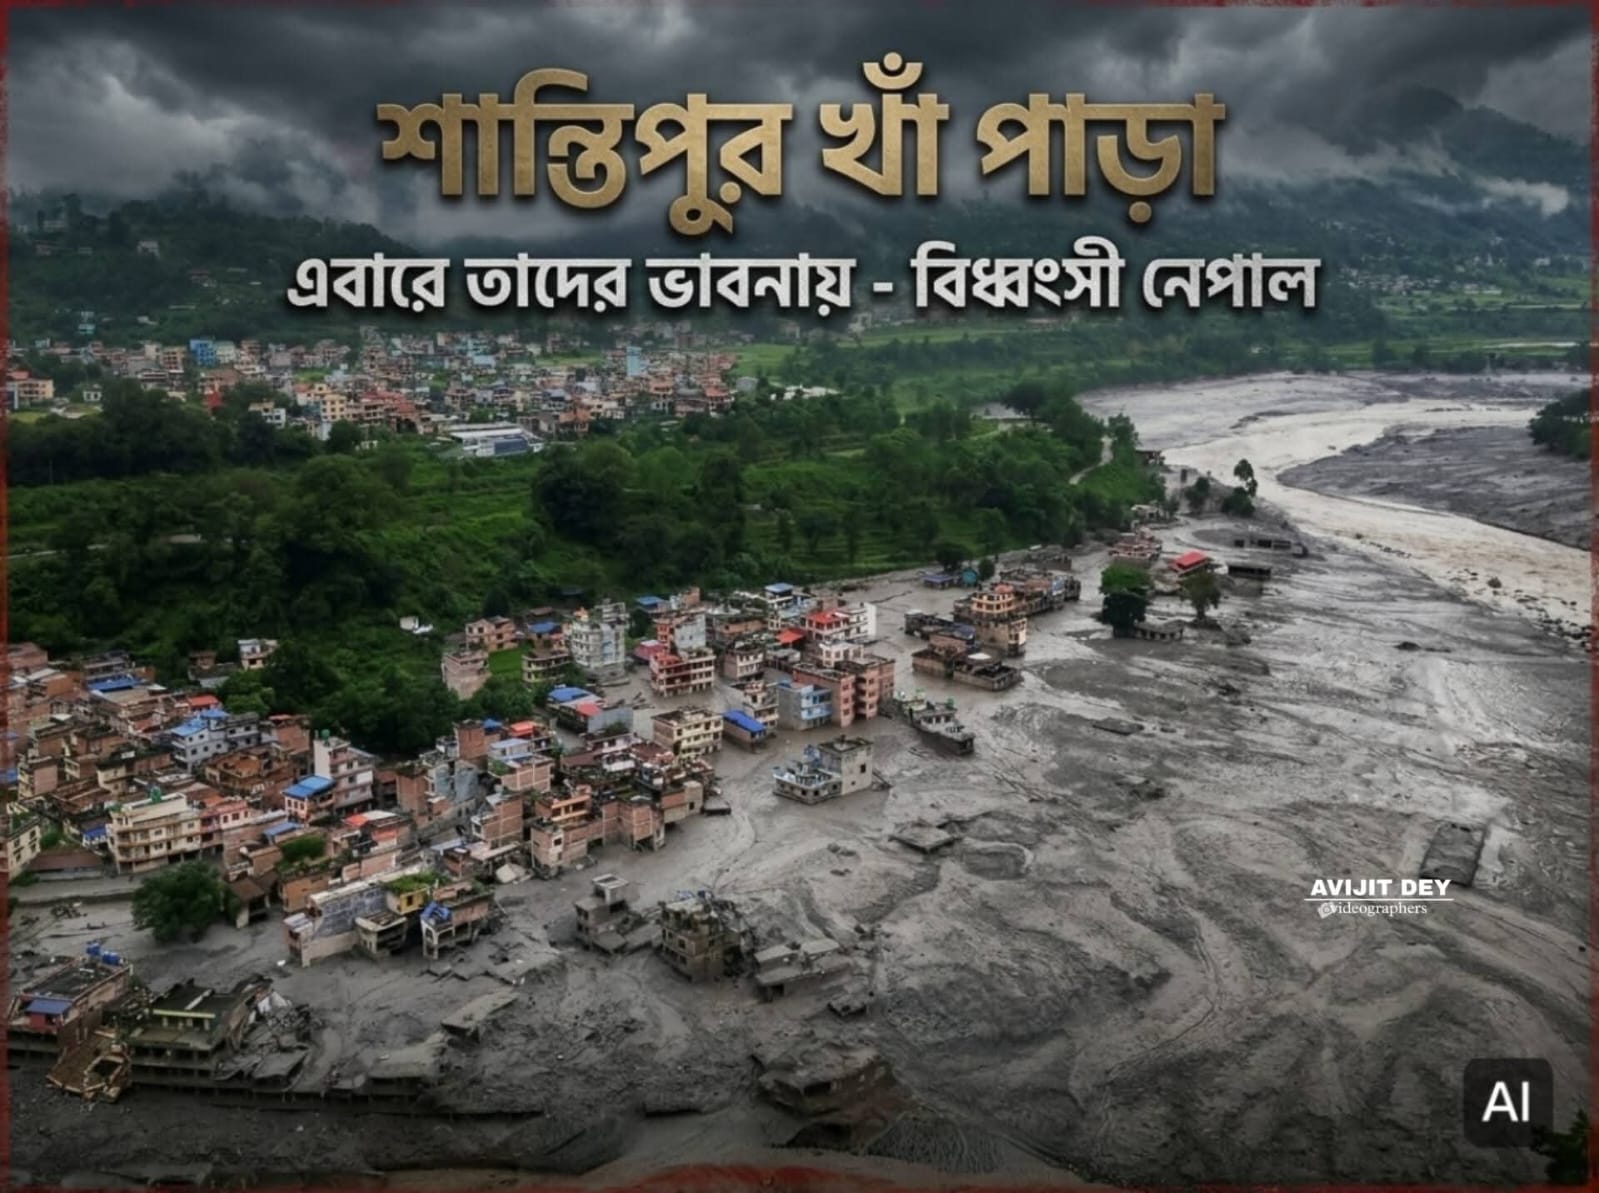 শান্তিপুর খাঁ পাড়া
এবারে তাদের ভাবনায় - বিধ্বংসী নেপাল
AVIJIT DEY
videographers
AI